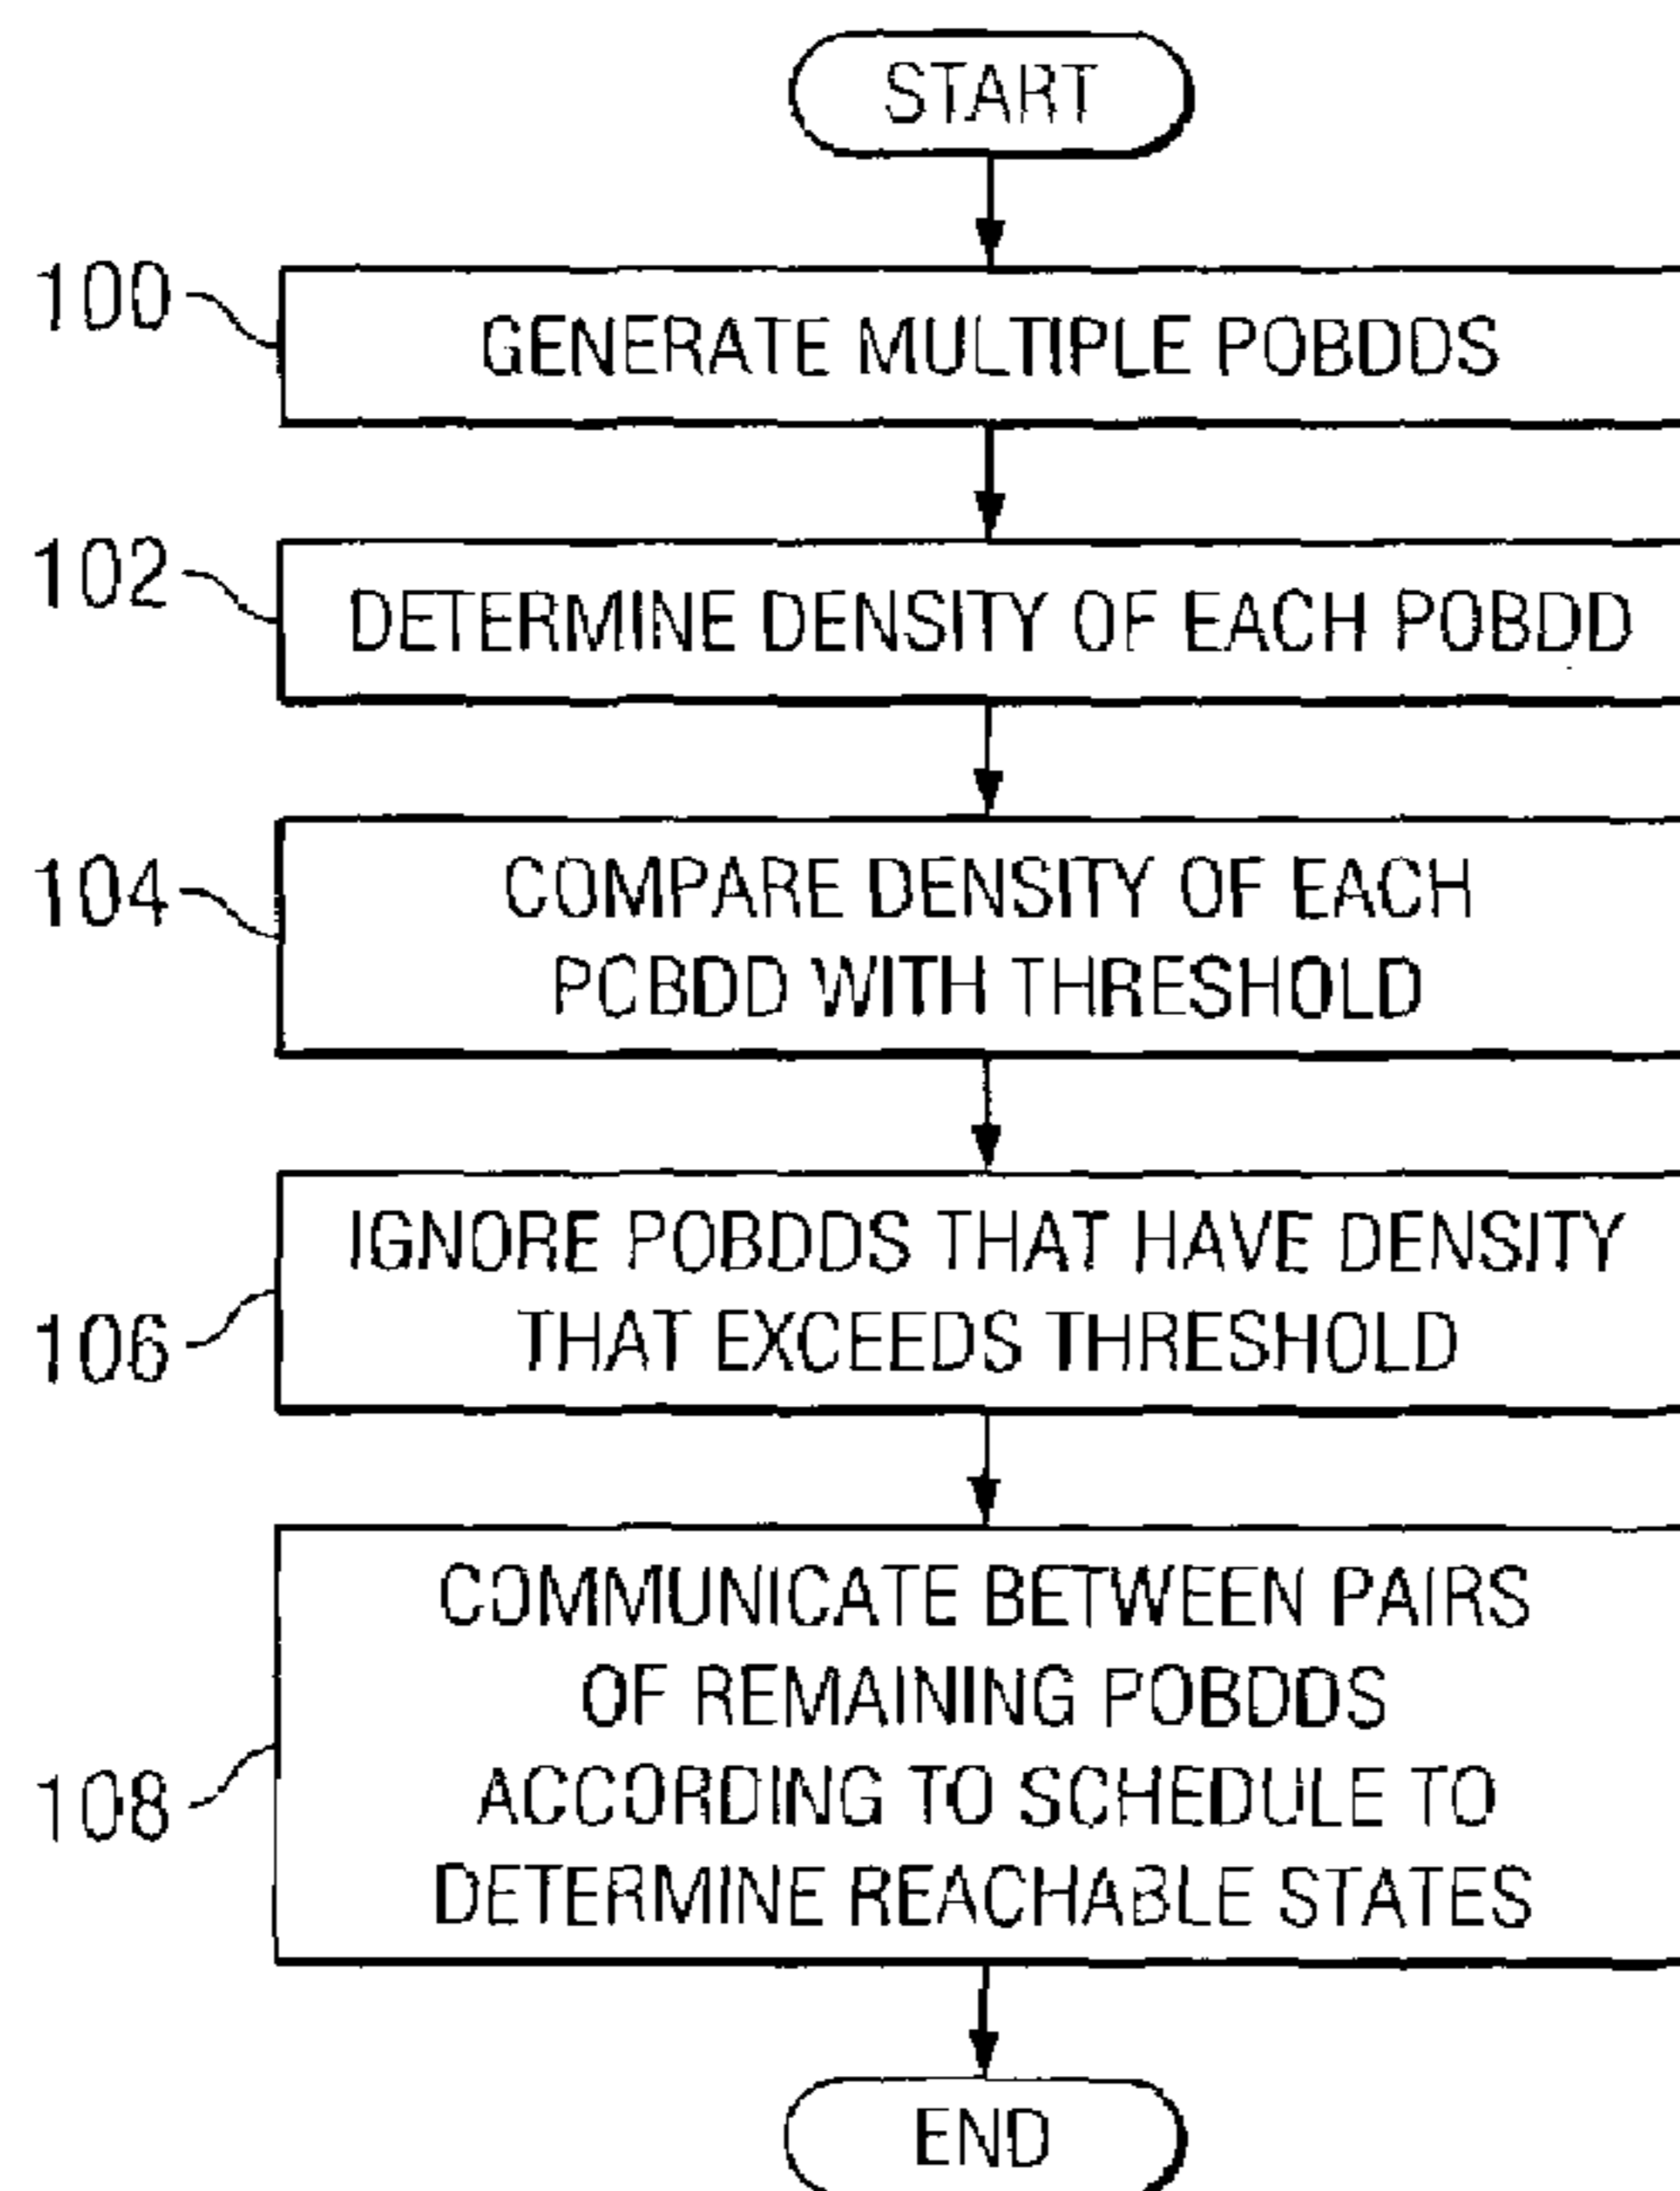 START
100
GENERATE MULTIPLE POBDDS
102
DETERMINE DENSITY OF EACH POBDD
104
COMPARE DENSITY OF EACH
POBDD WITH THRESHOLD
106
IGNORE POBDDS THAT HAVE DENSITY
THAT EXCEEDS THRESHOLD
108
COMMUNICATE BETWEEN PAIRS
OF REMAINING POBDDS
ACCORDING TO SCHEDULE TO
DETERMINE REACHABLE STATES
END